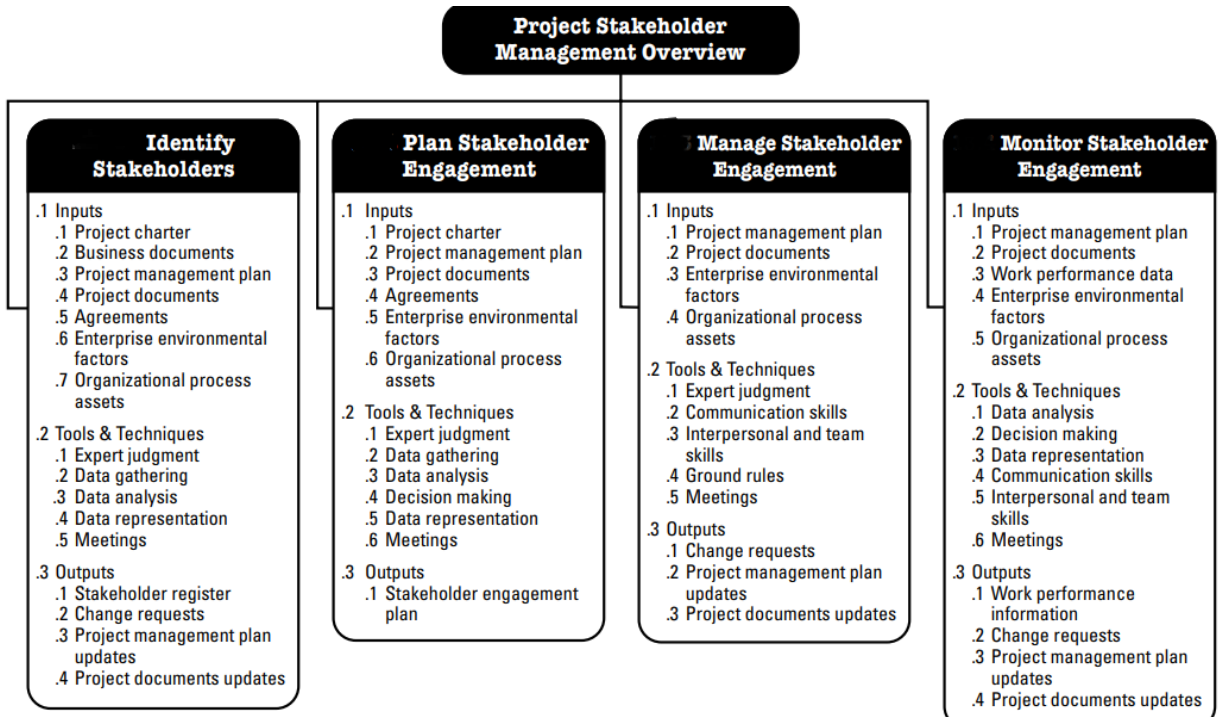 Project Stakeholder
Management Overview
Identify
Stakeholders
.1 Inputs
.1 Project charter
.2 Business documents
.3 Project management plan
.4 Project documents
.5 Agreements
.6 Enterprise environmental
factors
.7 Organizational process
assets
.2 Tools & Techniques
.1 Expert judgment
.2 Data gathering
.3 Data analysis
.4 Data representation
.5 Meetings
.3 Outputs
.1 Stakeholder register
.2 Change requests
.3 Project management plan
updates
.4 Project documents updates
Plan Stakeholder
Engagement
.1 Inputs
.1 Project charter
.2 Project management plan
.3 Project documents
.4 Agreements
.5 Enterprise environmental
factors
.6 Organizational process
assets
.2 Tools & Techniques
.1 Expert judgment
.2 Data gathering
.3 Data analysis
.4 Decision making
.5 Data representation
.6 Meetings
.3 Outputs
.1 Stakeholder engagement
plan
Manage Stakeholder
Engagement
.1 Inputs
.1 Project management plan
.2 Project documents
.3 Enterprise environmental
factors
.4 Organizational process
assets
.2 Tools & Techniques
.1 Expert judgment
.2 Communication skills
.3 Interpersonal and team
skills
.4 Ground rules
.5 Meetings
.3 Outputs
.1 Change requests
.2 Project management plan
updates
.3 Project documents updates
Monitor Stakeholder
Engagement
.1 Inputs
.1 Project management plan
.2 Project documents
.3 Work performance data
.4 Enterprise environmental
factors
.5 Organizational process
assets
.2 Tools & Techniques
.1 Data analysis
.2 Decision making
.3 Data representation
.4 Communication skills
.5 Interpersonal and team
skills
.6 Meetings
.3 Outputs
.1 Work performance
information
.2 Change requests
.3 Project management plan
updates
.4 Project documents updates